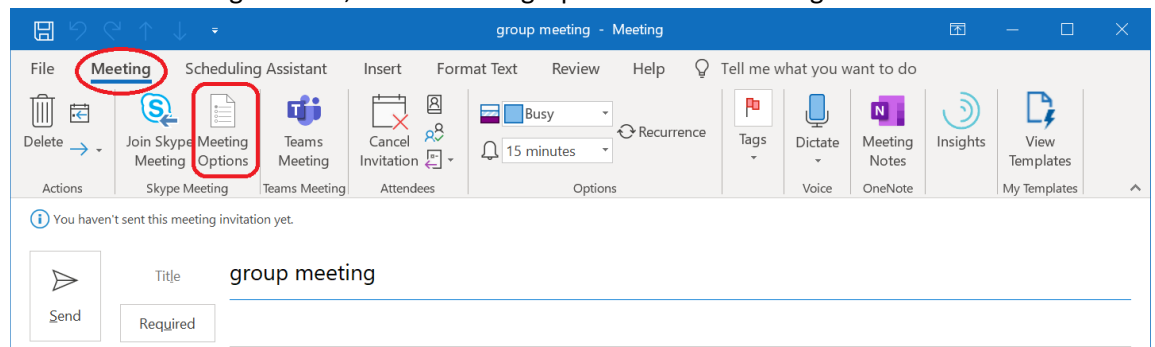 group meeting - Meeting
File Meeting Scheduling Assistant Insert Format Text Review Help Tell me what you want to do
Delete
Join Skype Meeting
Meeting Options
Teams Meeting
Cancel Invitation
Busy
15 minutes
Recurrence
Tags
Dictate
Meeting Notes
Insights
View Templates
Actions Skype Meeting Teams Meeting Attendees Options Voice OneNote My Templates
You haven't sent this meeting invitation yet.
Send
Title group meeting
Required